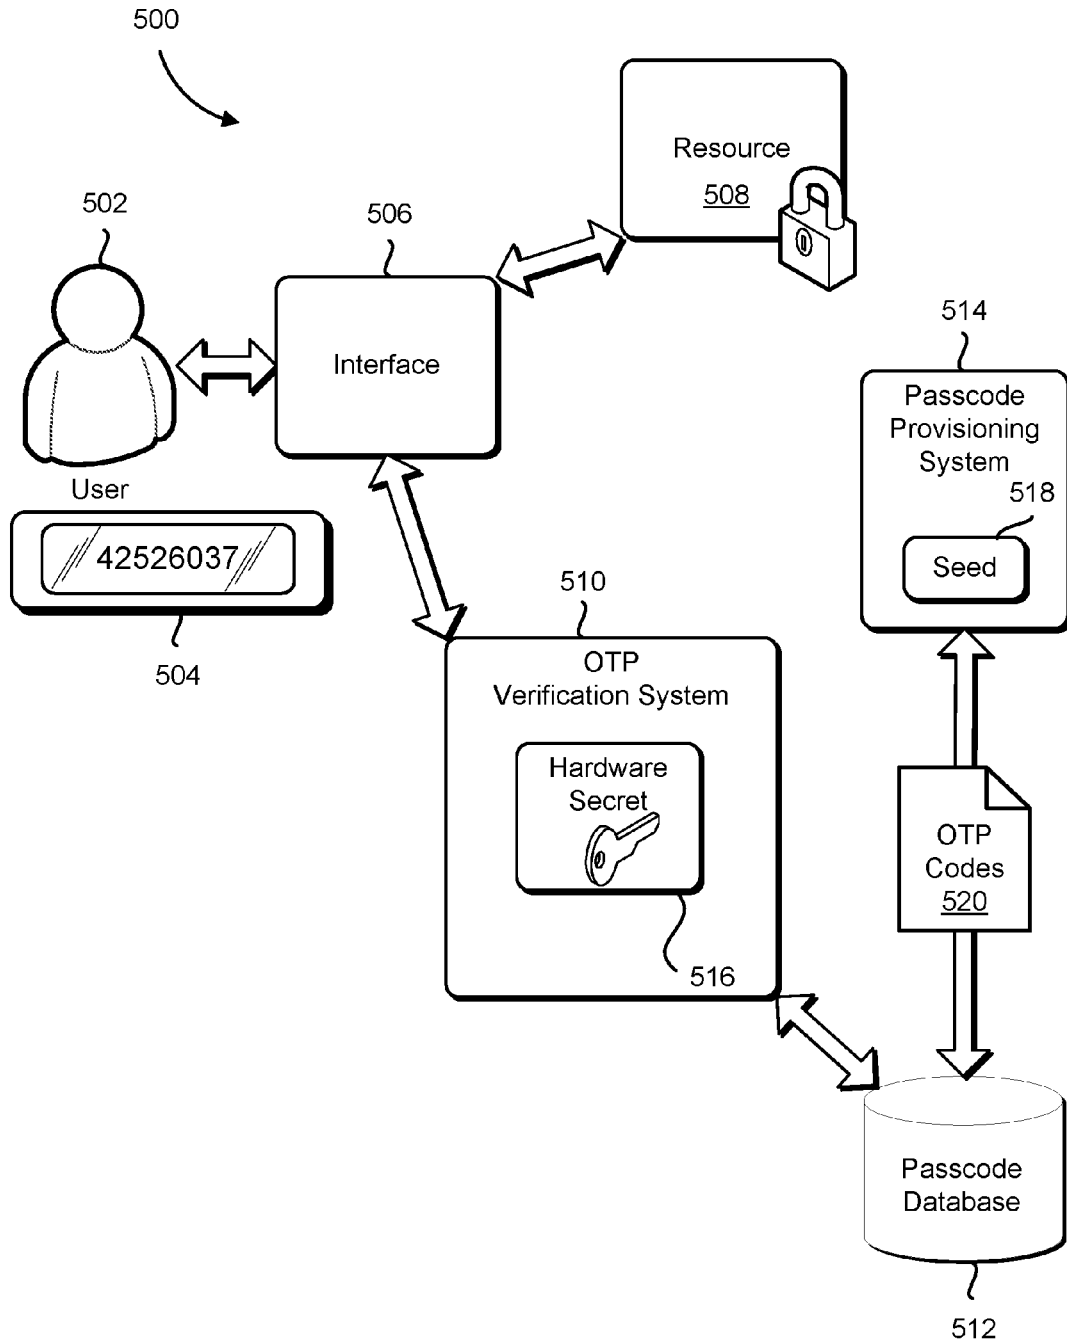 500
Resource
508
502
506
Interface
User
42526037
504
514
Passcode
Provisioning
System
518
Seed
510
OTP
Verification System
Hardware
Secret
516
OTP
Codes
520
Passcode
Database
512